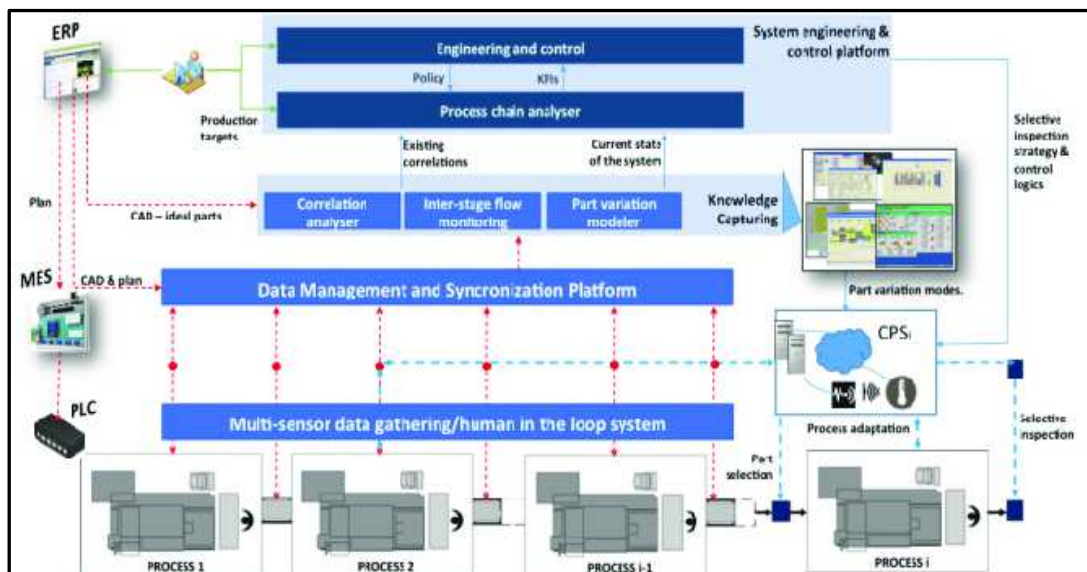 ERP
System engineering &
control platform
Engineering and control
Policy
KPIs
Process chain analyser
Production
targets
Existing
correlations
Current state
of the system
Selective
inspection
strategy &
control
logics
Plan
CAD – ideal parts
Correlation
analyser
Inter-stage flow
monitoring
Part variation
modeler
Knowledge
Capturing
MES
CAD & plan
Data Management and Syncronization Platform
Part variation modes.
CPSi
PLC
Multi-sensor data gathering/human in the loop system
Process adaptation
Selective
inspection
Part
selection
PROCESS 1
PROCESS 2
PROCESS i-1
PROCESS i